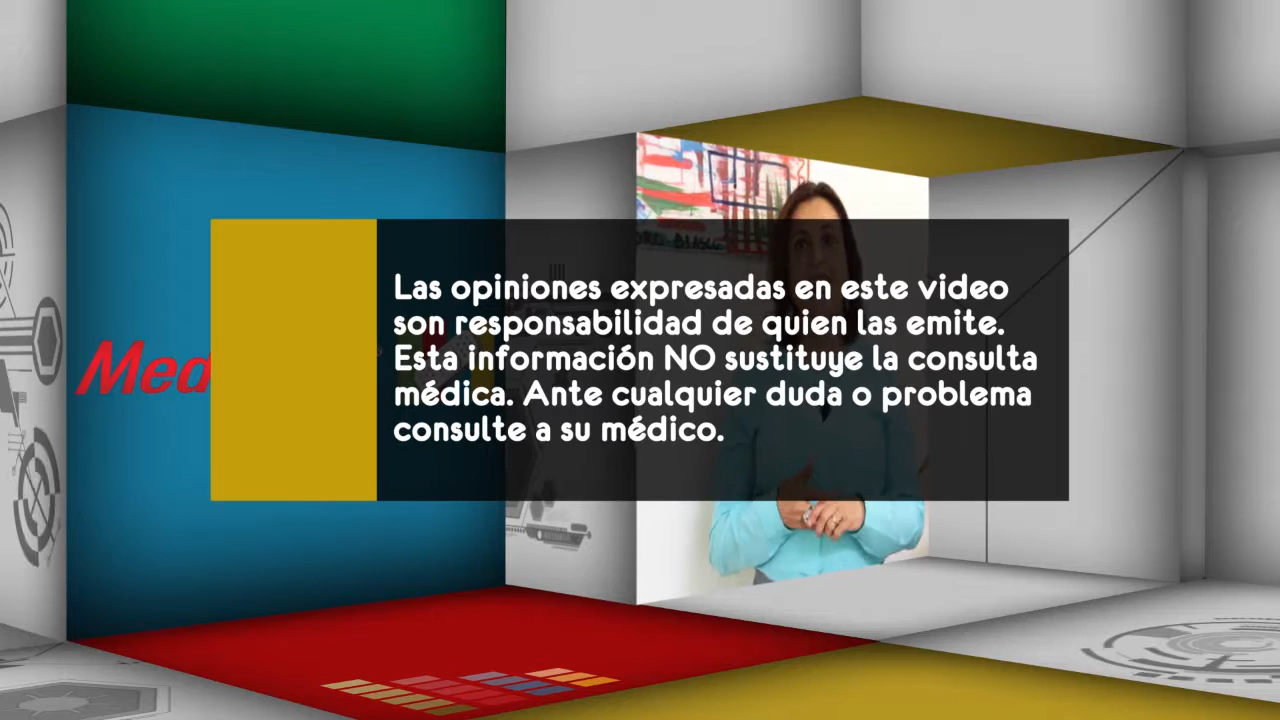 Las opiniones expresadas en este video
son responsabilidad de quien las emite.
Esta información NO sustituye la consulta
médica. Ante cualquier duda o problema
consulte a su médico.
Med